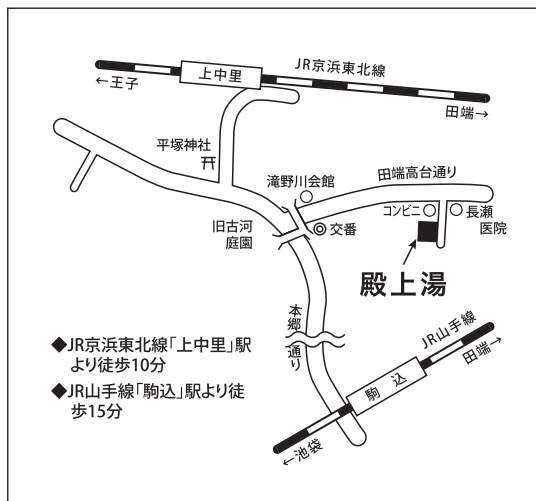 JR京浜東北線
上中里
←王子
田端→
平塚神社
滝野川会館
田端高台通り
コンビニ
長瀬
医院
旧古河
庭園
交番
殿上湯
本郷通り
JR山手線
田端→
駒込
←池袋
◆JR京浜東北線「上中里」駅
より徒歩10分
◆JR山手線「駒込」駅より徒
歩15分